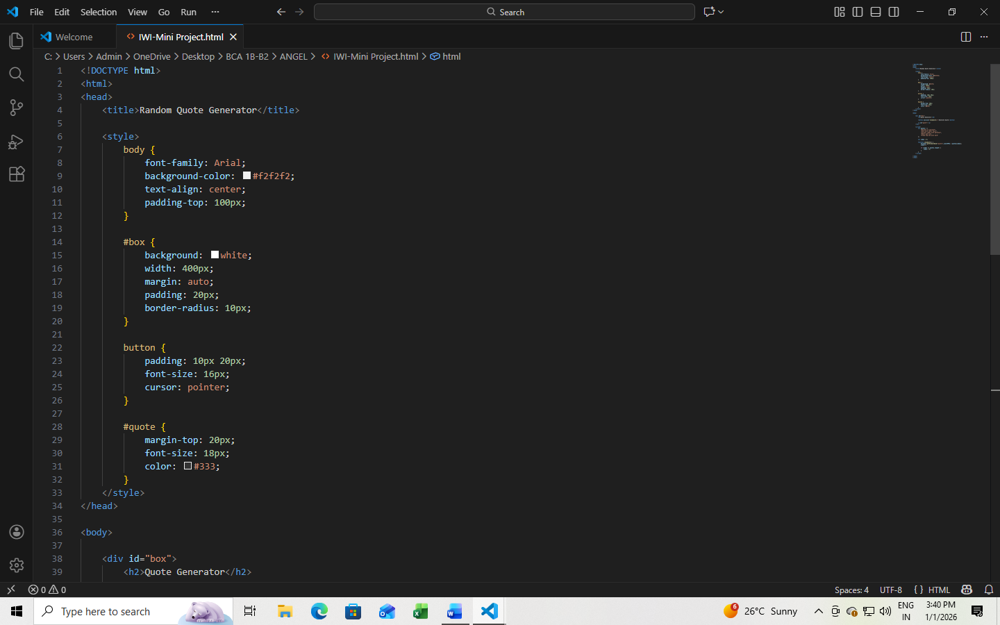 File Edit Selection View Go Run ··· Search
Welcome IWI-Mini Project.html
C: > Users > Admin > OneDrive > Desktop > BCA 1B-B2 > ANGEL > IWI-Mini Project.html > html
1 <!DOCTYPE html>
2 <html>
3 <head>
4 <title>Random Quote Generator</title>
5
6 <style>
7 body {
8 font-family: Arial;
9 background-color: #f2f2f2;
10 text-align: center;
11 padding-top: 100px;
12 }
13
14 #box {
15 background: white;
16 width: 400px;
17 margin: auto;
18 padding: 20px;
19 border-radius: 10px;
20 }
21
22 button {
23 padding: 10px 20px;
24 font-size: 16px;
25 cursor: pointer;
26 }
27
28 #quote {
29 margin-top: 20px;
30 font-size: 18px;
31 color: #333;
32 }
33 </style>
34 </head>
35
36 <body>
37
38 <div id="box">
39 <h2>Quote Generator</h2>
0 0 Spaces: 4 UTF-8 { } HTML
Type here to search 6 26°C Sunny ENG 3:40 PM
IN 1/1/2026